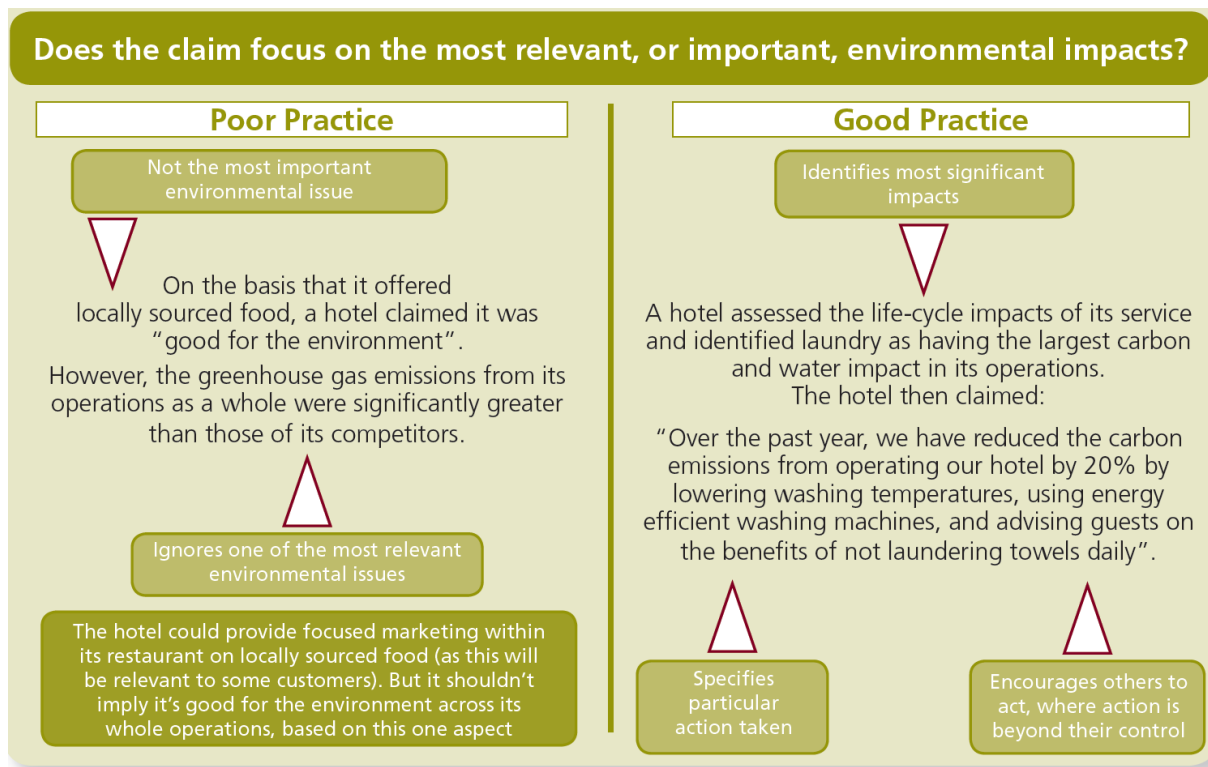 Does the claim focus on the most relevant, or important, environmental impacts?
Poor Practice
Not the most important
environmental issue
On the basis that it offered
locally sourced food, a hotel claimed it was
“good for the environment”.
However, the greenhouse gas emissions from its
operations as a whole were significantly greater
than those of its competitors.
Ignores one of the most relevant
environmental issues
The hotel could provide focused marketing within
its restaurant on locally sourced food (as this will
be relevant to some customers). But it shouldn’t
imply it’s good for the environment across its
whole operations, based on this one aspect
Good Practice
Identifies most significant
impacts
A hotel assessed the life-cycle impacts of its service
and identified laundry as having the largest carbon
and water impact in its operations.
The hotel then claimed:
“Over the past year, we have reduced the carbon
emissions from operating our hotel by 20% by
lowering washing temperatures, using energy
efficient washing machines, and advising guests on
the benefits of not laundering towels daily”.
Specifies
particular
action taken
Encourages others to
act, where action is
beyond their control